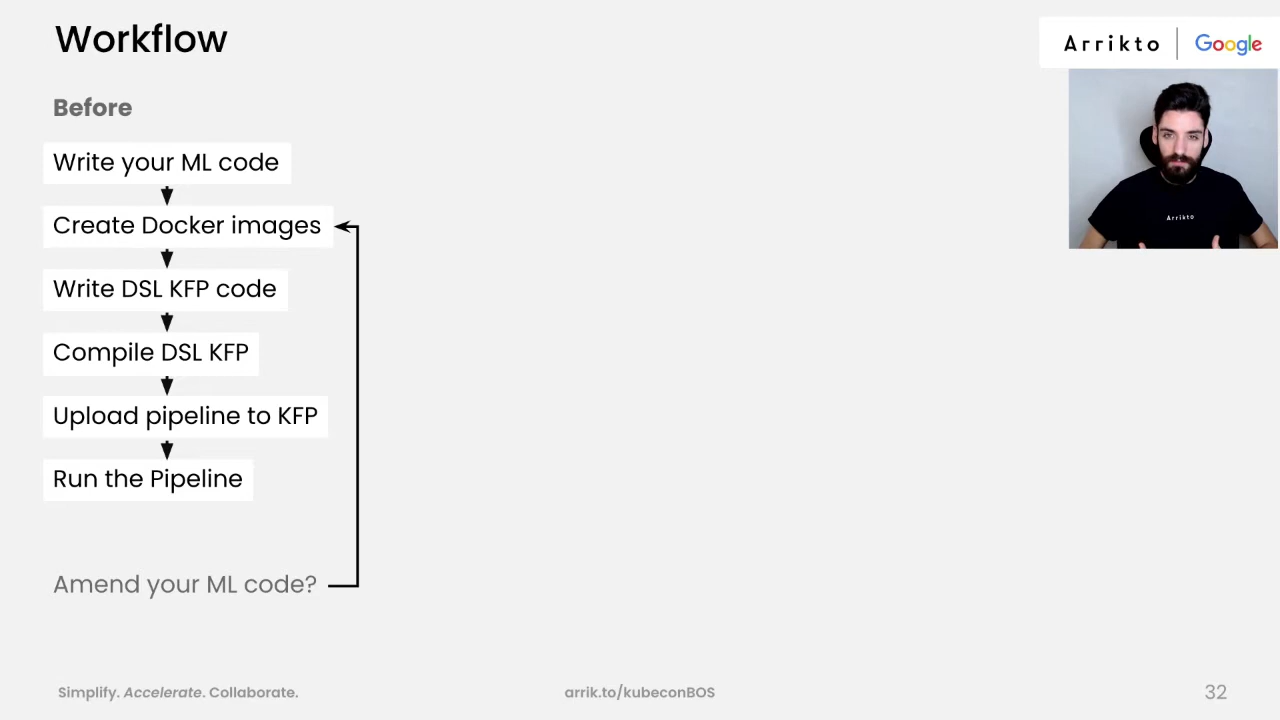 Workflow
Arrikto | Google
Before
Write your ML code
Create Docker images
Write DSL KFP code
Compile DSL KFP
Upload pipeline to KFP
Run the Pipeline
Amend your ML code?
Arrikto
Simplify. Accelerate. Collaborate.
arrik.to/kubeconBOS
32